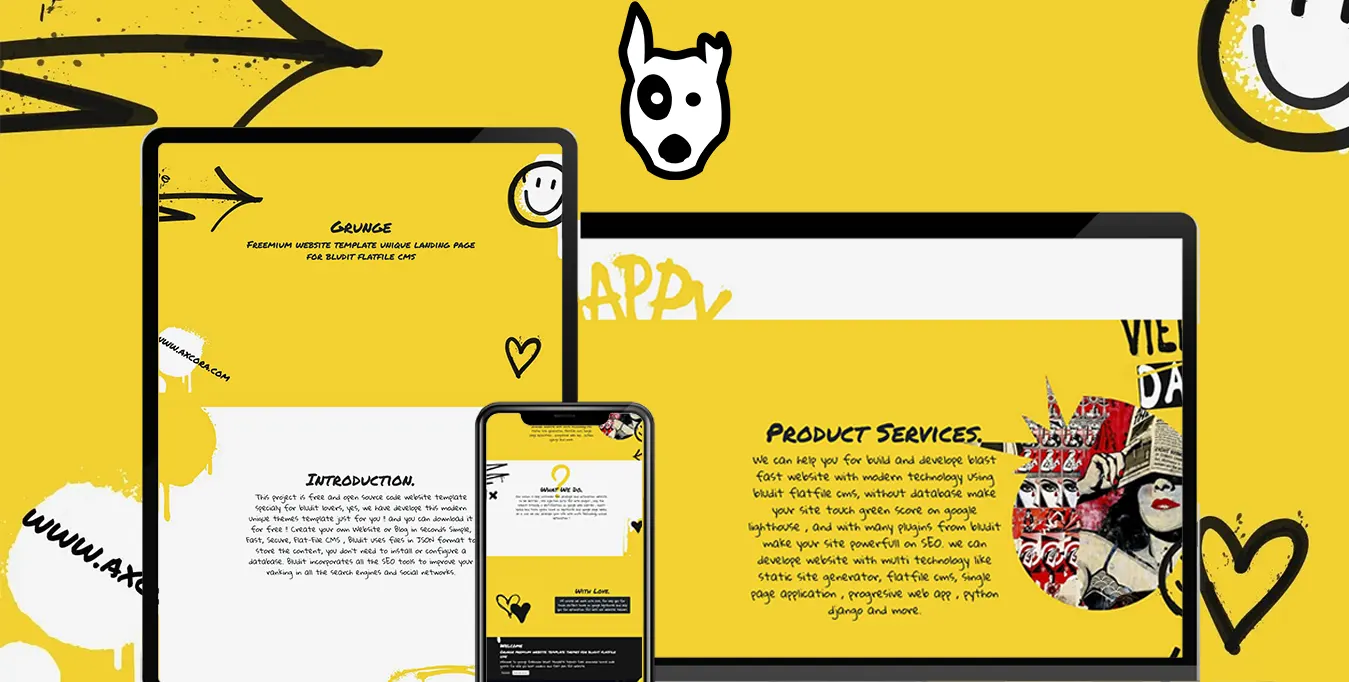 Grunge
Freemium website template unique landing page
for bludit flatfile cms
www.axcora.com
Introduction.
This project is free and open source code website template
specialy for bludit lovers, yes, we have develope this modern
unique themes template just for you ! and you can download it
for free ! Create your own Website or Blog in seconds Simple,
Fast, Secure, Flat-File CMS , Bludit uses files in JSON format to
store the content, you don't need to install or configure a
database. Bludit incorporates all the SEO tools to improve your
ranking in all the search engines and social networks.
www.axc
What We Do.
With Love.
Welcome
Grunge freemium website template themes for bludit flatfile
cms
APPY
VIE
DA
Product Services.
We can help you for build and develope blast
fast website with modern technology using
bludit flatfile cms, without database make
your site touch green score on google
lighthouse , and with many plugins from bludit
make your site powerfull on SEO. we can
develope website with multi technology like
static site generator, flatfile cms, single
page application , progresive web app , python
django and more.